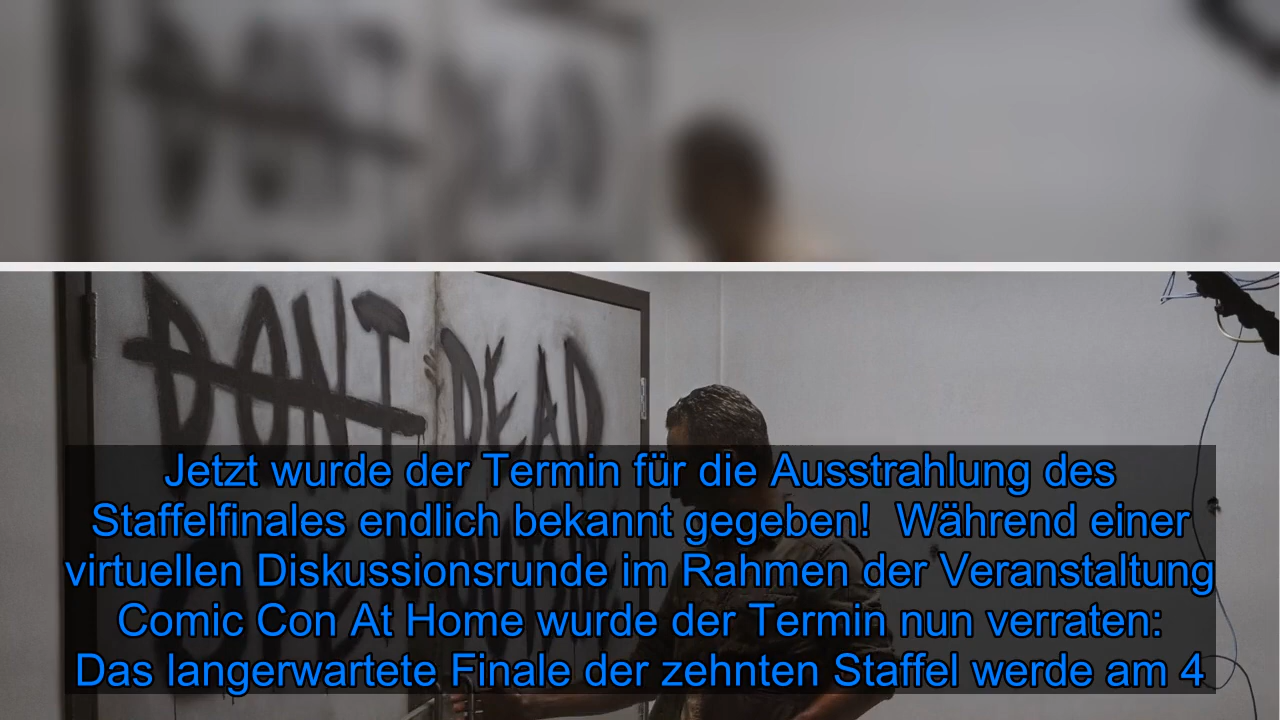 DONT DEAD
Jetzt wurde der Termin für die Ausstrahlung des
Staffelfinales endlich bekannt gegeben!  Während einer
virtuellen Diskussionsrunde im Rahmen der Veranstaltung
Comic Con At Home wurde der Termin nun verraten:
Das langerwartete Finale der zehnten Staffel werde am 4